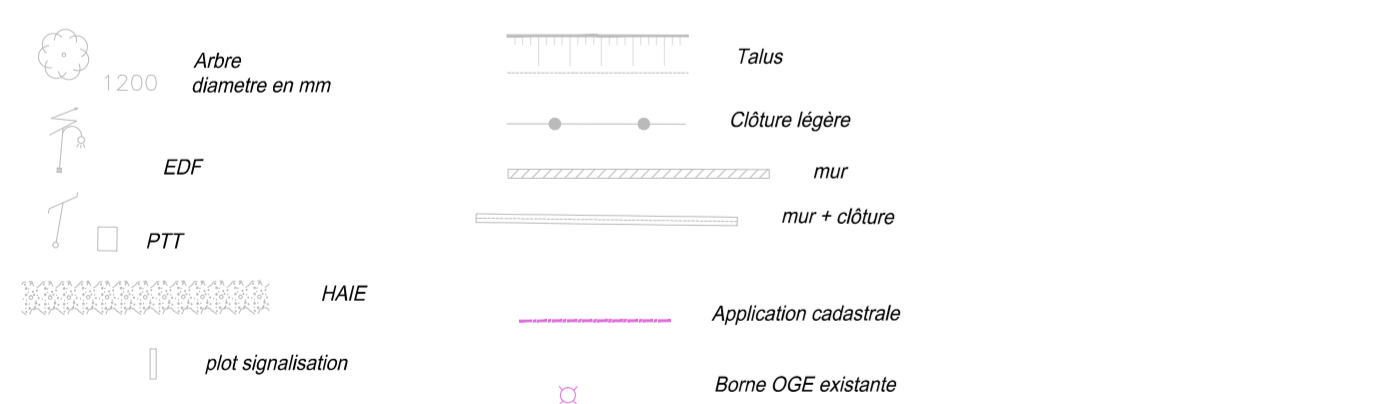 Arbre
1200 diametre en mm
EDF
PTT
HAIE
plot signalisation
Talus
Clôture légère
mur
mur + clôture
Application cadastrale
Borne OGE existante